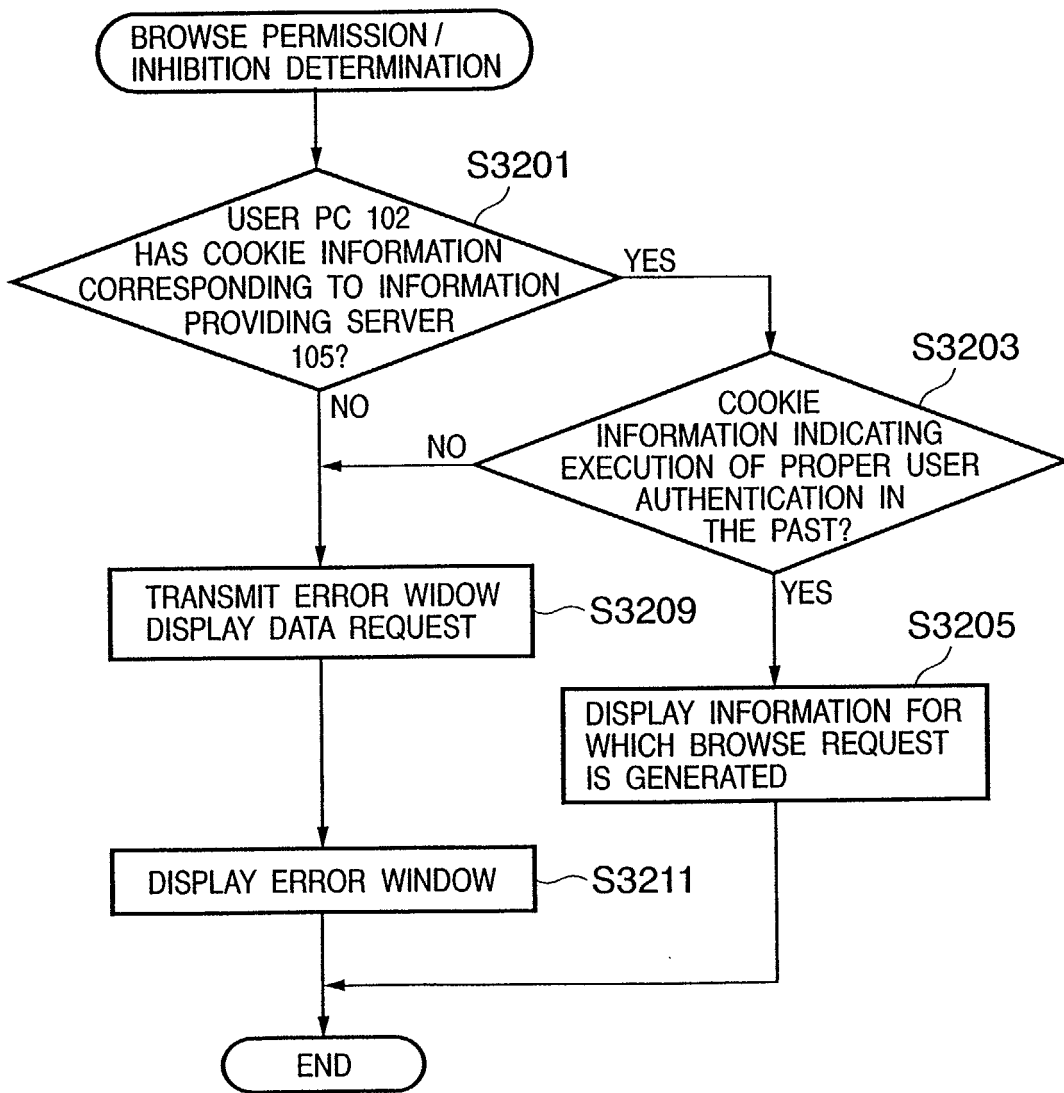 BROWSE PERMISSION /
INHIBITION DETERMINATION
S3201
USER PC 102
HAS COOKIE INFORMATION
CORRESPONDING TO INFORMATION
PROVIDING SERVER
105?
YES
NO
S3203
COOKIE
INFORMATION INDICATING
EXECUTION OF PROPER USER
AUTHENTICATION IN
THE PAST?
NO
YES
TRANSMIT ERROR WIDOW
DISPLAY DATA REQUEST
S3209
S3205
DISPLAY INFORMATION FOR
WHICH BROWSE REQUEST
IS GENERATED
DISPLAY ERROR WINDOW
S3211
END